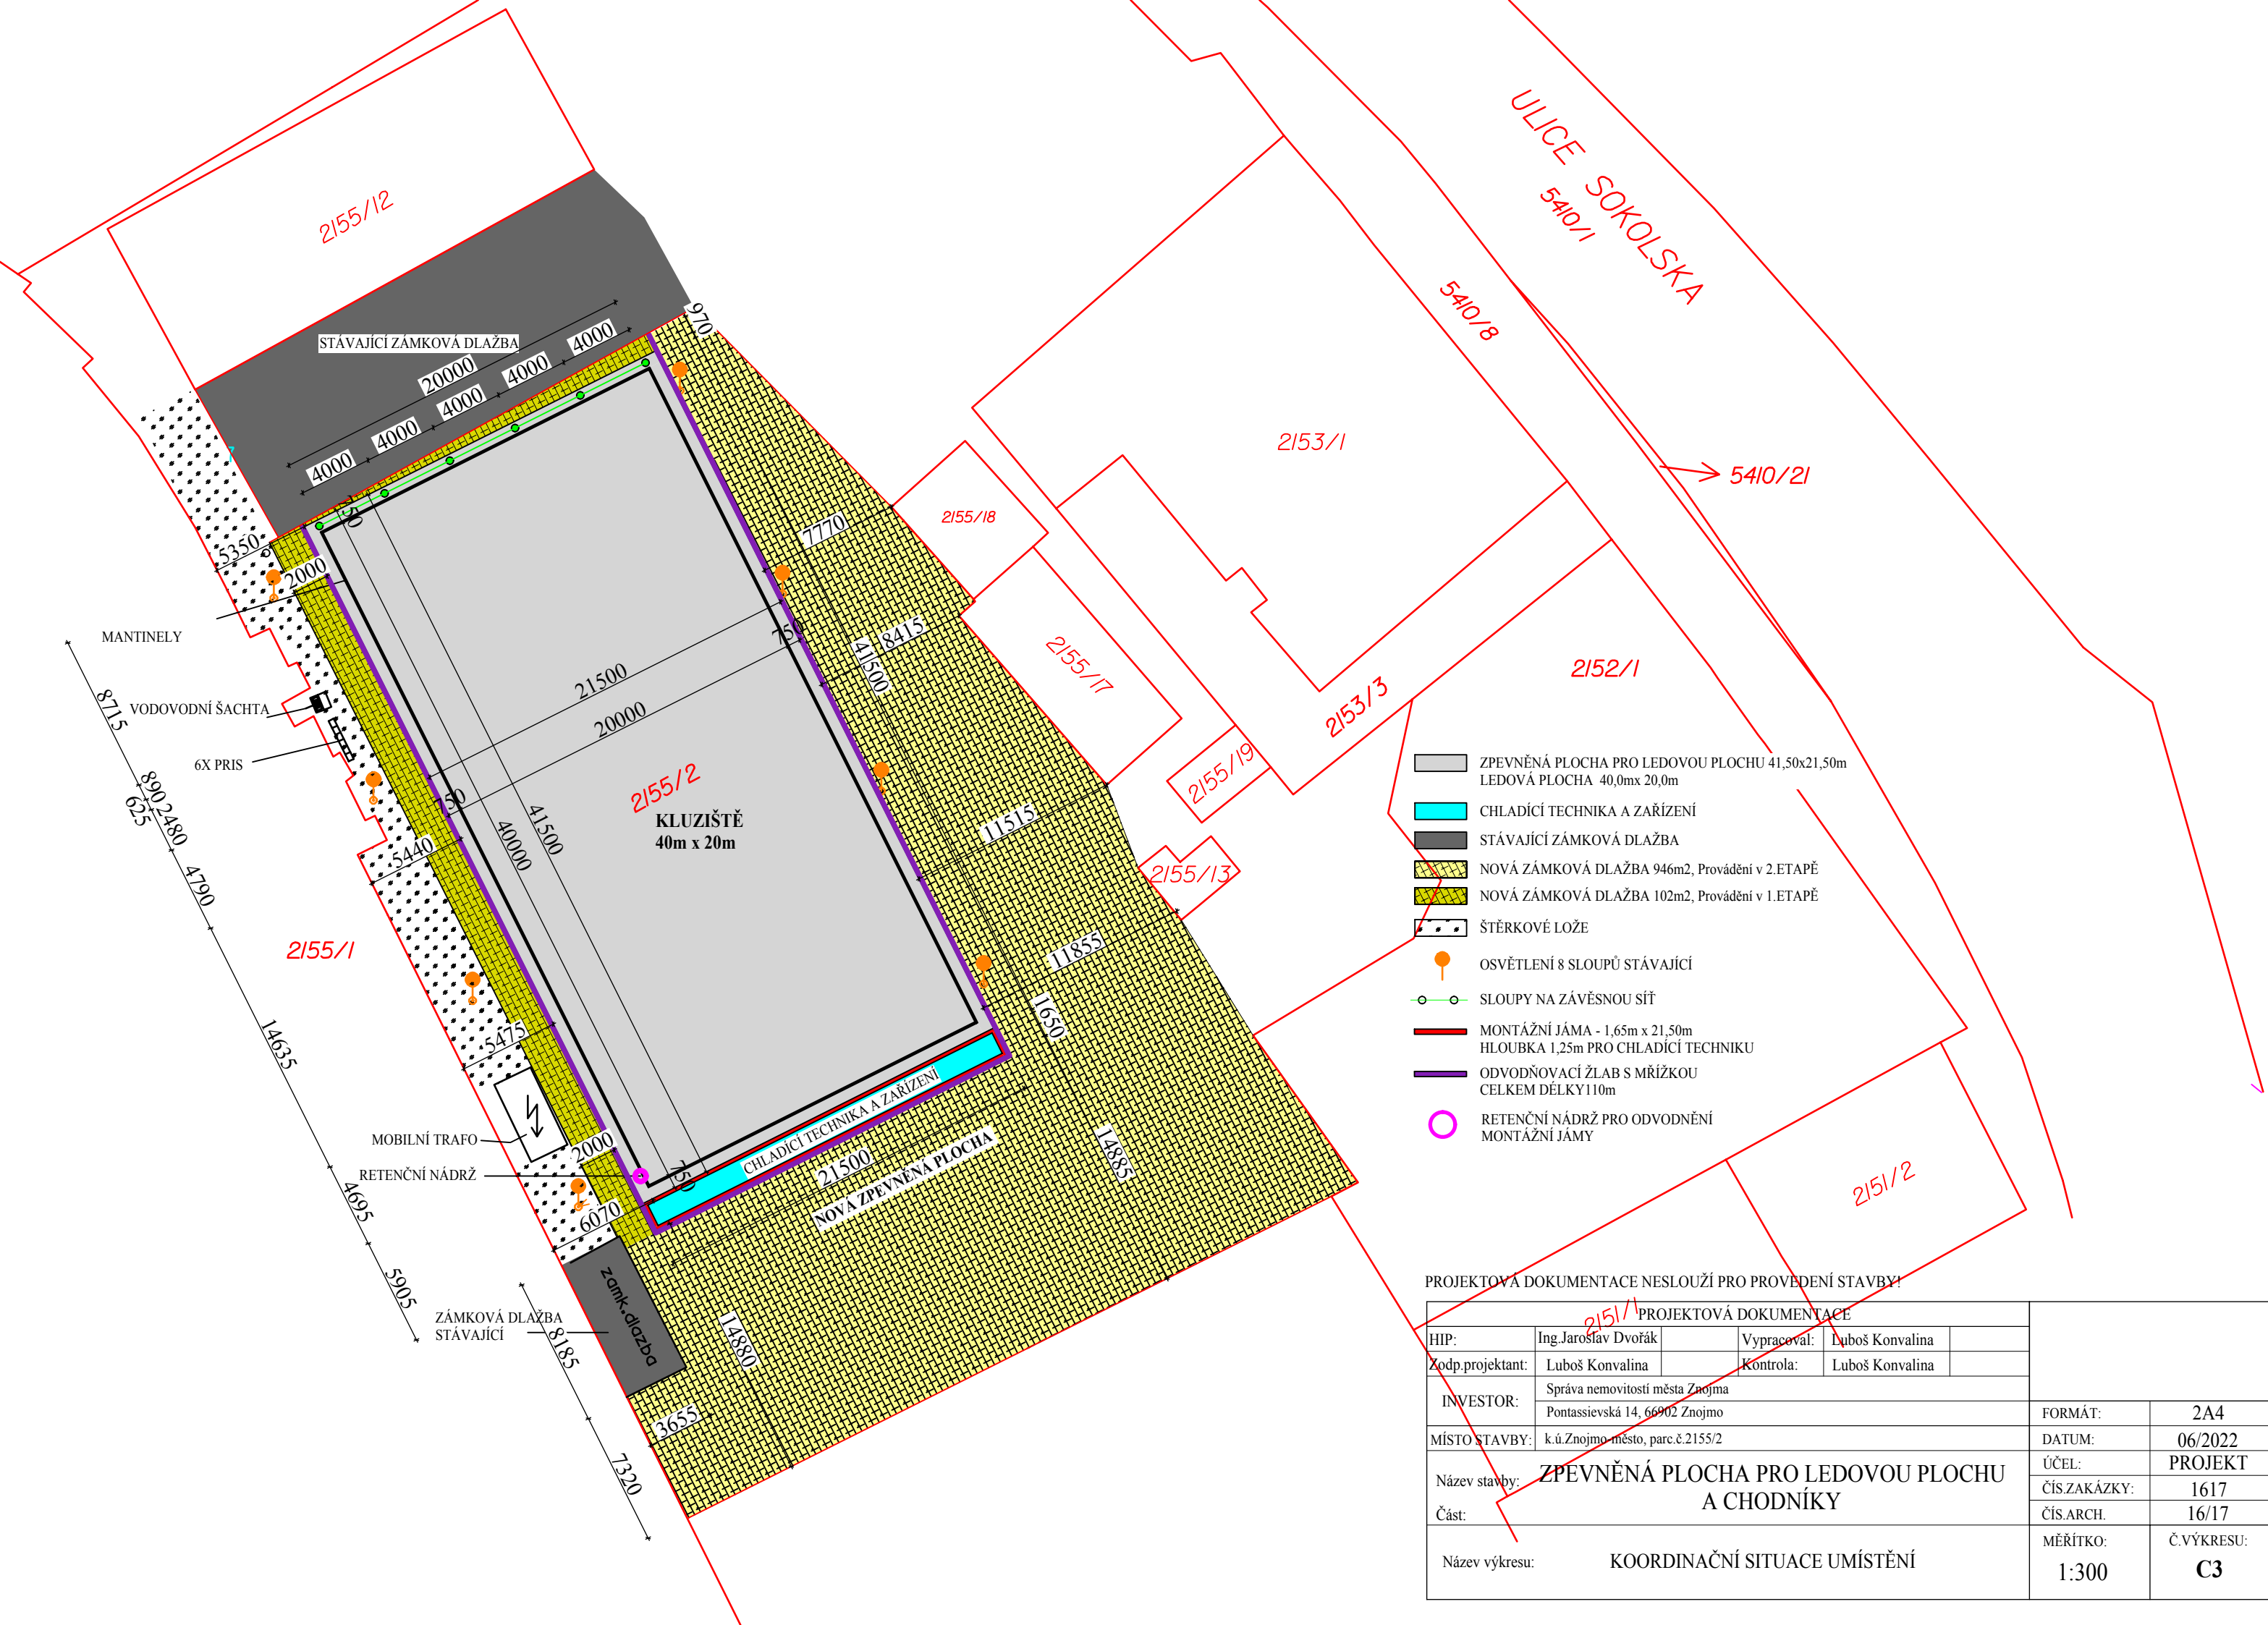 ULICE SOKOLSKA
5410/1
2155/12
5410/8
STÁVAJÍCÍ ZÁMKOVÁ DLAŽBA
970
20000
4000
4000
4000
4000
4000
2153/1
5410/21
2155/18
7770
5350
2000
750
MANTINELY
8415
41500
2155/17
2152/1
2153/3
8715
VODOVODNÍ ŠACHTA
6X PRIS
21500
20000
750
2155/19
890
2480
625
750
2155/2
KLUZIŠTĚ
40m x 20m
41500
40000
11515
5440
4790
2155/13
2155/1
11855
1650
14635
5475
MOBILNÍ TRAFO
RETENČNÍ NÁDRŽ
2000
750
CHLADÍCÍ TECHNIKA A ZAŘÍZENÍ
21500
NOVÁ ZPEVNĚNÁ PLOCHA
14885
4695
6070
5905
ZÁMKOVÁ DLAŽBA
STÁVAJÍCÍ
zamk.dlazba
8185
14880
3655
7320
ZPEVNĚNÁ PLOCHA PRO LEDOVOU PLOCHU 41,50x21,50m
LEDOVÁ PLOCHA 40,0mx 20,0m
CHLADÍCÍ TECHNIKA A ZAŘÍZENÍ
STÁVAJÍCÍ ZÁMKOVÁ DLAŽBA
NOVÁ ZÁMKOVÁ DLAŽBA 946m2, Provádění v 2.ETAPĚ
NOVÁ ZÁMKOVÁ DLAŽBA 102m2, Provádění v 1.ETAPĚ
ŠTĚRKOVÉ LOŽE
OSVĚTLENÍ 8 SLOUPŮ STÁVAJÍCÍ
SLOUPY NA ZÁVĚSNOU SÍŤ
MONTÁŽNÍ JÁMA - 1,65m x 21,50m
HLOUBKA 1,25m PRO CHLADÍCÍ TECHNIKU
ODVODŇOVACÍ ŽLAB S MŘÍŽKOU
CELKEM DÉLKY110m
RETENČNÍ NÁDRŽ PRO ODVODNĚNÍ
MONTÁŽNÍ JÁMY
2151/2
2151/1
PROJEKTOVÁ DOKUMENTACE NESLOUŽÍ PRO PROVEDENÍ STAVBY!
PROJEKTOVÁ DOKUMENTACE
HIP: Ing.Jaroslav Dvořák Vypracoval: Luboš Konvalina
Zodp.projektant: Luboš Konvalina Kontrola: Luboš Konvalina
INVESTOR: Správa nemovitostí města Znojma
Pontassievská 14, 66902 Znojmo
MÍSTO STAVBY: k.ú.Znojmo-město, parc.č.2155/2
Název stavby: ZPEVNĚNÁ PLOCHA PRO LEDOVOU PLOCHU
A CHODNÍKY
Část:
Název výkresu: KOORDINAČNÍ SITUACE UMÍSTĚNÍ
FORMÁT: 2A4
DATUM: 06/2022
ÚČEL: PROJEKT
ČÍS.ZAKÁZKY: 1617
ČÍS.ARCH. 16/17
MĚŘÍTKO: Č.VÝKRESU:
1:300 C3